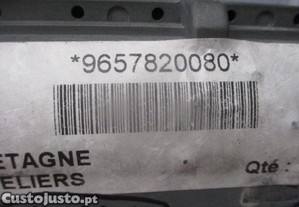 *9657820080*
ETAGNE
ELIERS
Qté :
CustoJusto.pt